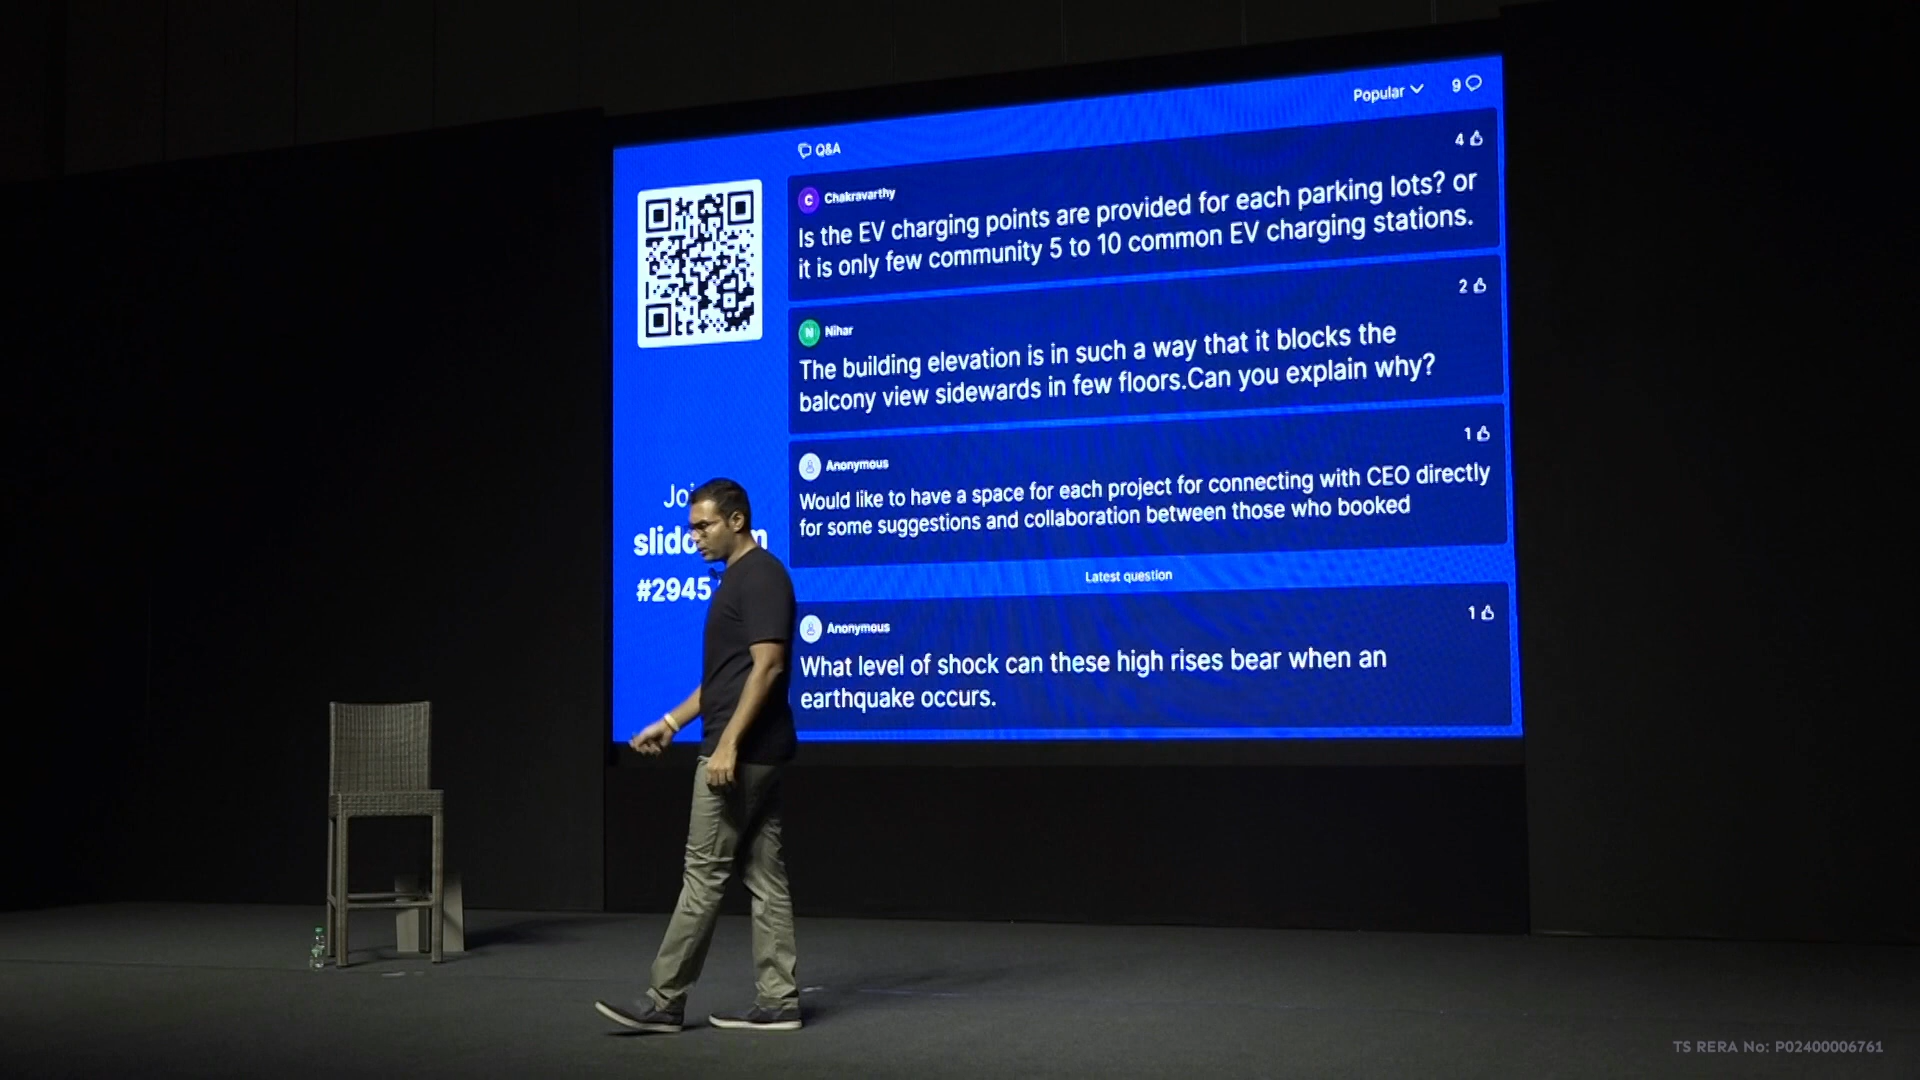 Popular
9
Q&A
4
Chakravarthy
Is the EV charging points are provided for each parking lots? or
it is only few community 5 to 10 common EV charging stations.
2
N
Nihar
The building elevation is in such a way that it blocks the
balcony view sidewards in few floors.Can you explain why?
1
Anonymous
Would like to have a space for each project for connecting with CEO directly
for some suggestions and collaboration between those who booked
Latest question
1
Anonymous
What level of shock can these high rises bear when an
earthquake occurs.
TS RERA No: P02400006761